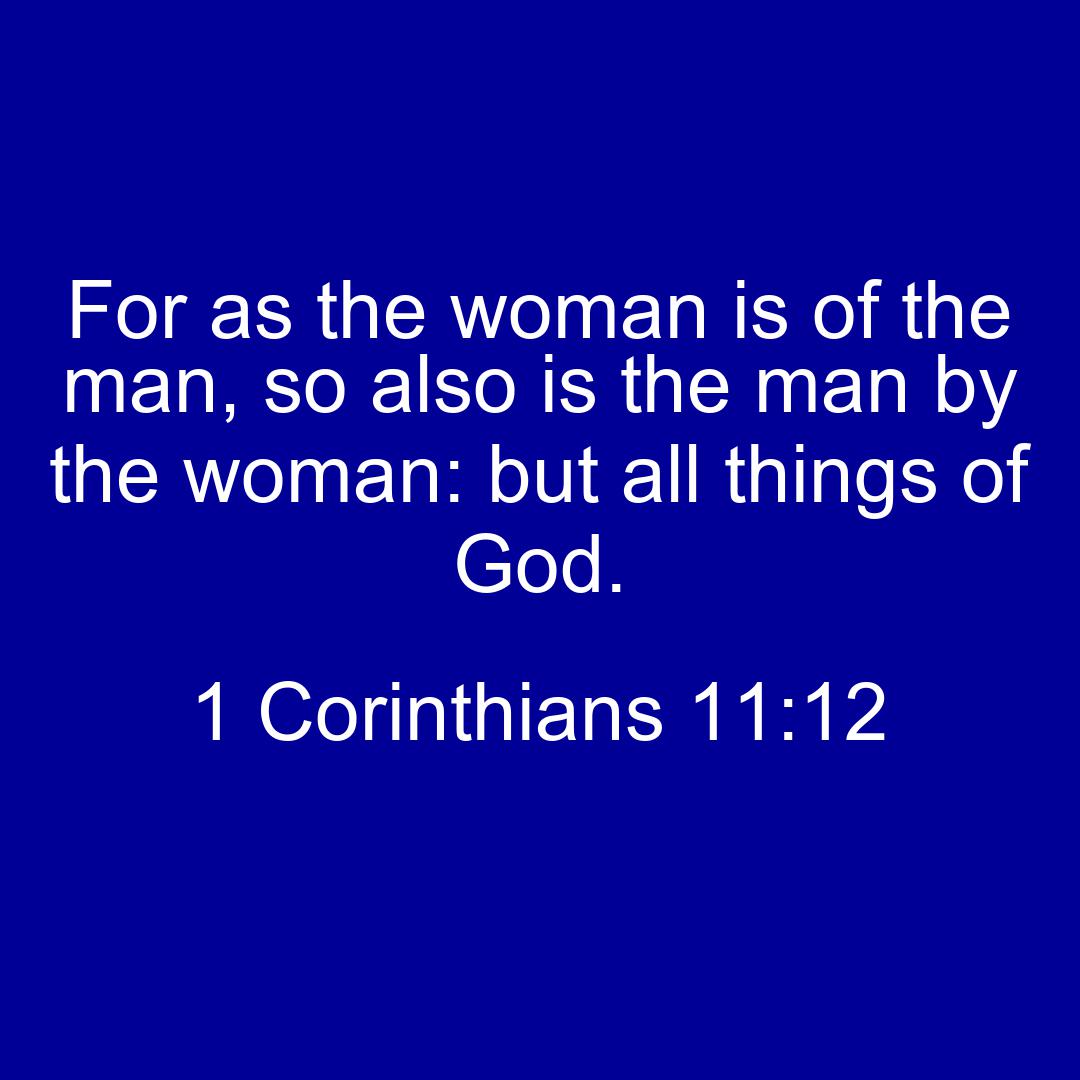 For as the woman is of the
man, so also is the man by
the woman: but all things of
God.
1 Corinthians 11:12